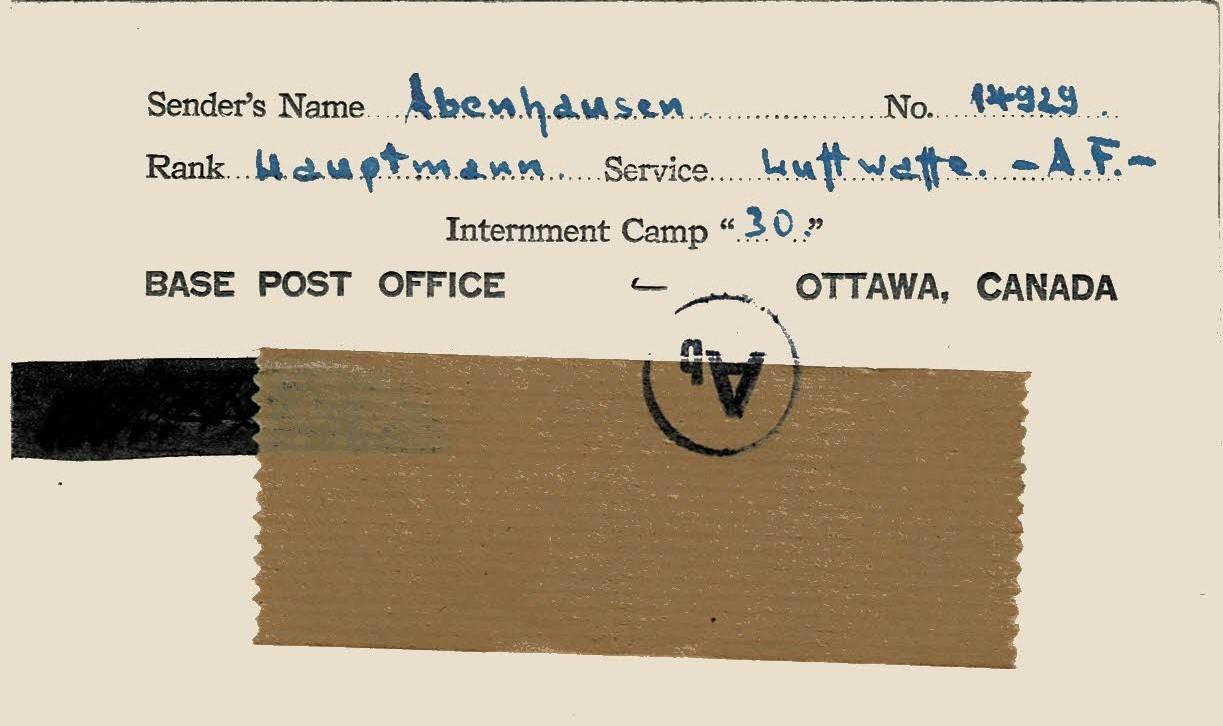 Sender's Name Abenhausen. No. 14929.
Rank Hauptmann. Service Luftwaffe. -A.F.-
Internment Camp "30."
BASE POST OFFICE - OTTAWA, CANADA
Ab